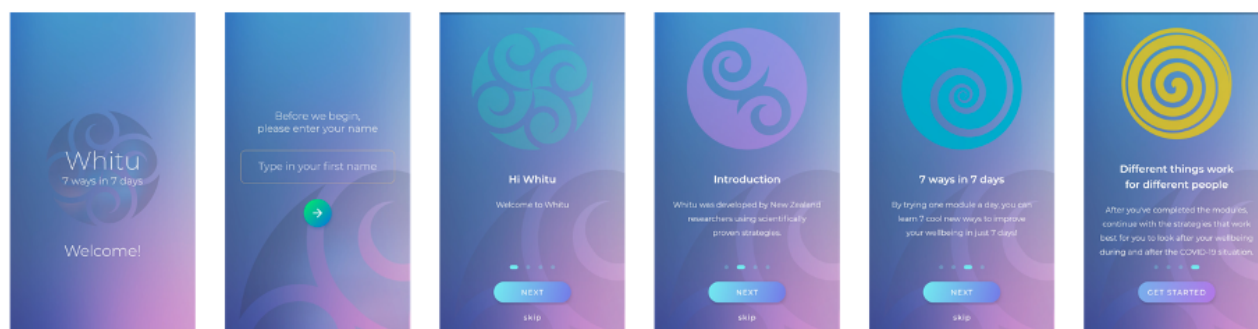 Whitu
7 ways in 7 days
Welcome!
Before we begin,
please enter your name
Type in your first name
Hi Whitu
Welcome to Whitu
NEXT
skip
Introduction
Whitu was developed by New Zealand
researchers using scientifically
proven strategies.
NEXT
skip
7 ways in 7 days
By trying one module a day, you can
learn 7 cool new ways to improve
your wellbeing in just 7 days!
NEXT
skip
Different things work
for different people
After you've completed the modules,
continue with the strategies that work
best for you to look after your wellbeing
during and after the COVID-19 situation.
GET STARTED